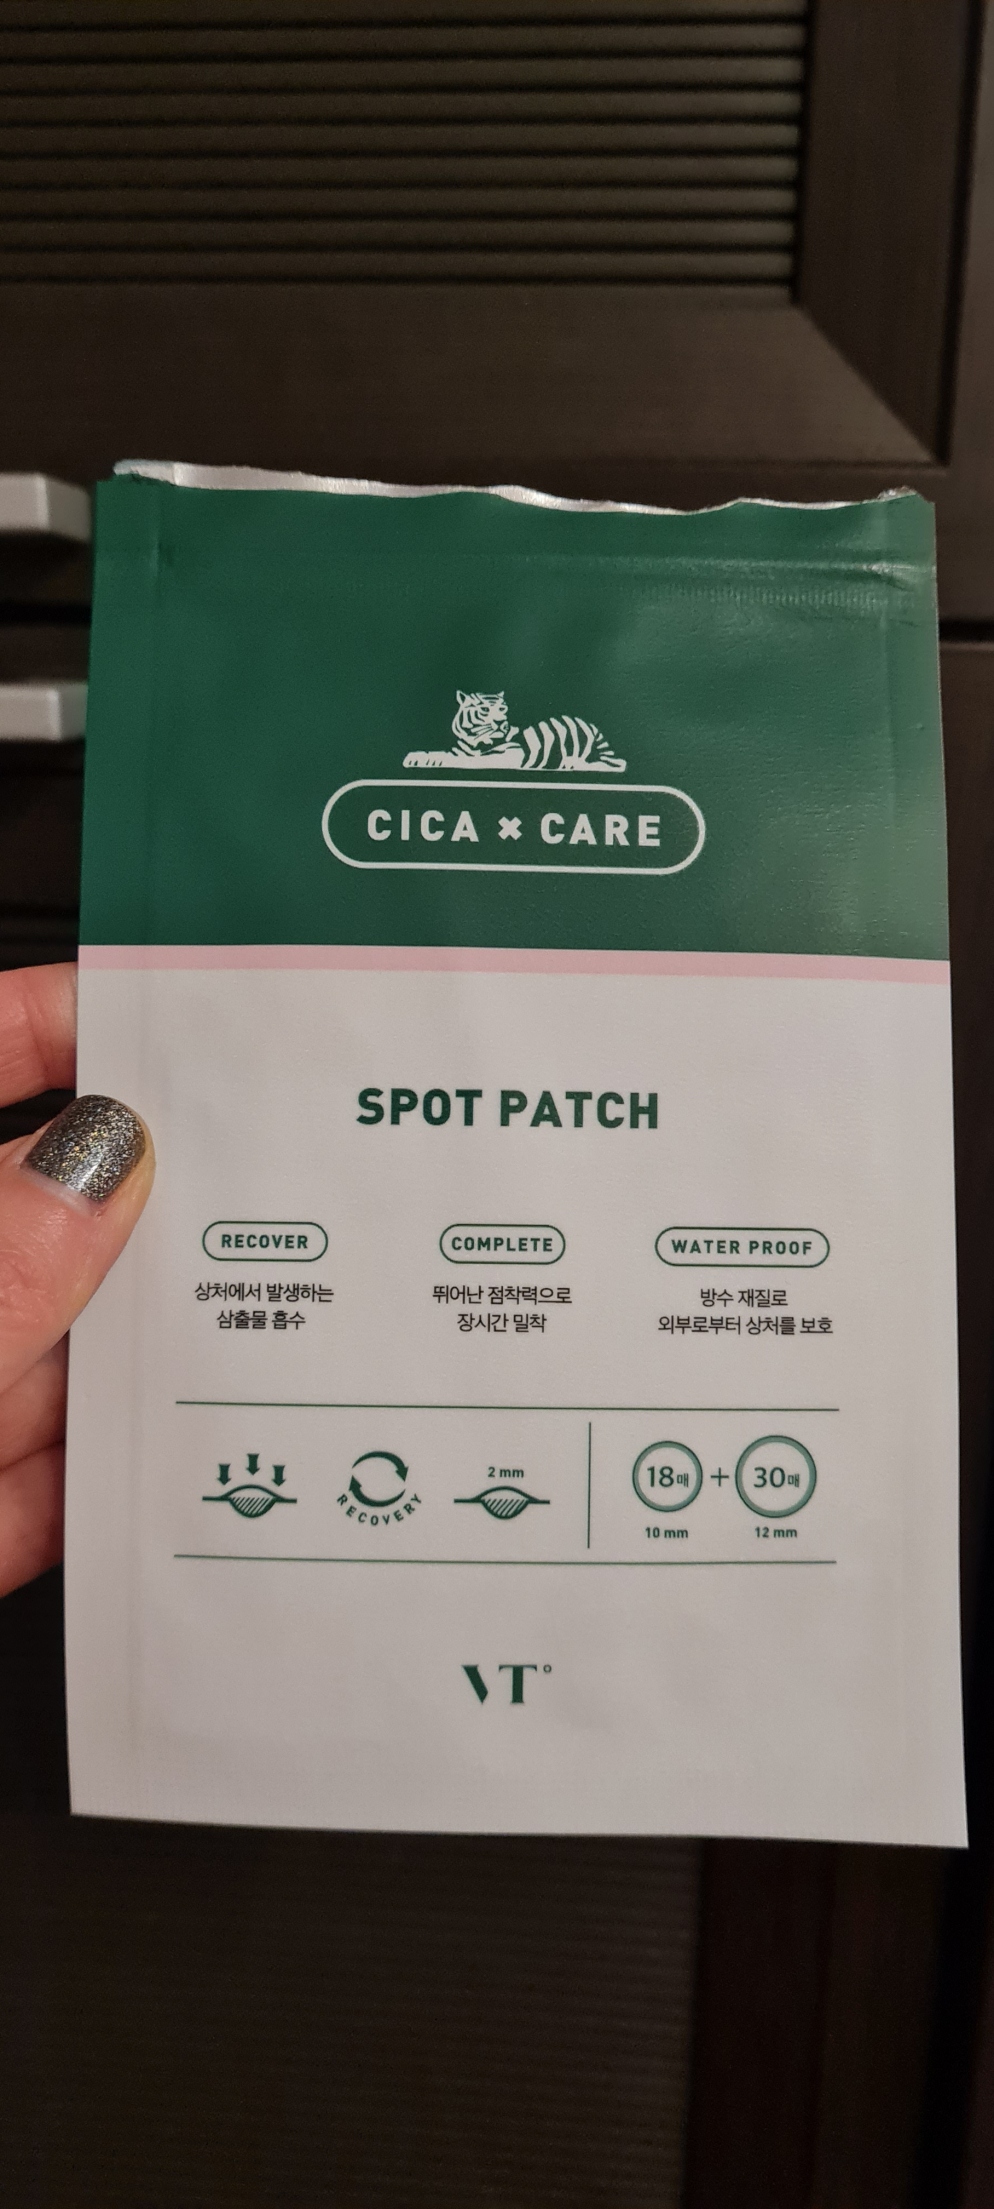 CICA × CARE
SPOT PATCH
RECOVER
상처에서 발생하는
삼출물 흡수
COMPLETE
뛰어난 점착력으로
장시간 밀착
WATER PROOF
방수 재질로
외부로부터 상처를 보호
RECOVERY
2 mm
18매 + 30매
10 mm 12 mm
VT